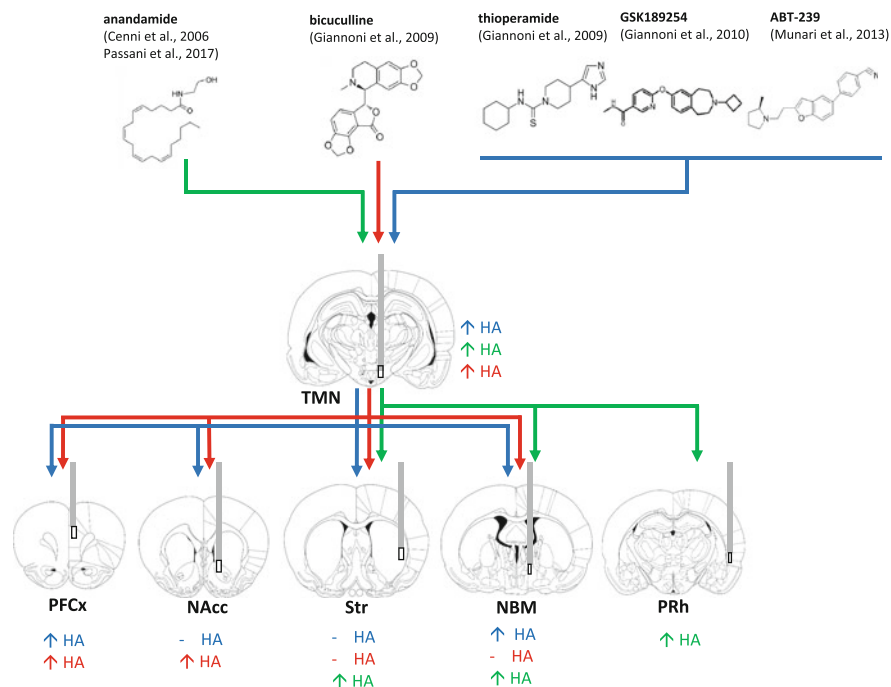 anandamide
(Cenni et al., 2006
Passani et al., 2017)
bicuculline
(Giannoni et al., 2009)
thioperamide
(Giannoni et al., 2009)
GSK189254
(Giannoni et al., 2010)
ABT-239
(Munari et al., 2013)
H
N
OH
O
N
O
O
O
O
O
O
N
N
H
H
N
N
S
O
N
N
H
O
N
N
O
CN
↑ HA
↑ HA
↑ HA
TMN
PFCx
NAcc
Str
NBM
PRh
↑ HA
↑ HA
- HA
↑ HA
- HA
- HA
↑ HA
↑ HA
- HA
↑ HA
↑ HA